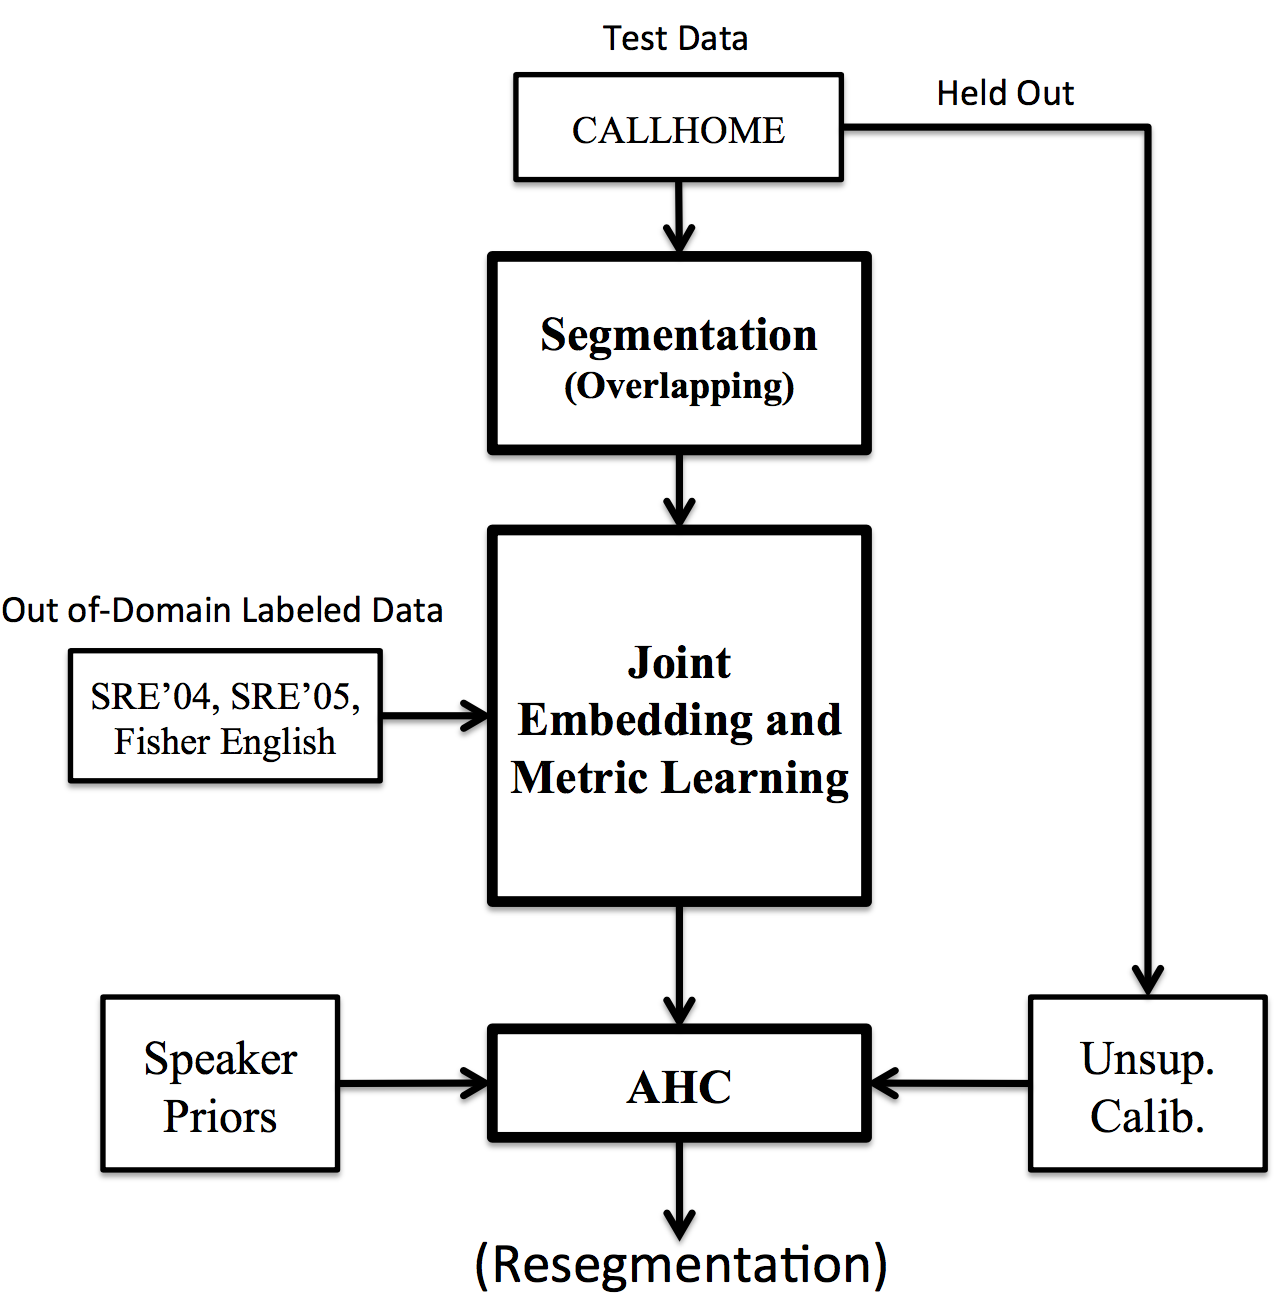 Test Data
Held Out
CALLHOME
Segmentation
(Overlapping)
Out of-Domain Labeled Data
SRE’04, SRE’05,
Fisher English
Joint
Embedding and
Metric Learning
Speaker
Priors
AHC
Unsup.
Calib.
(Resegmentation)